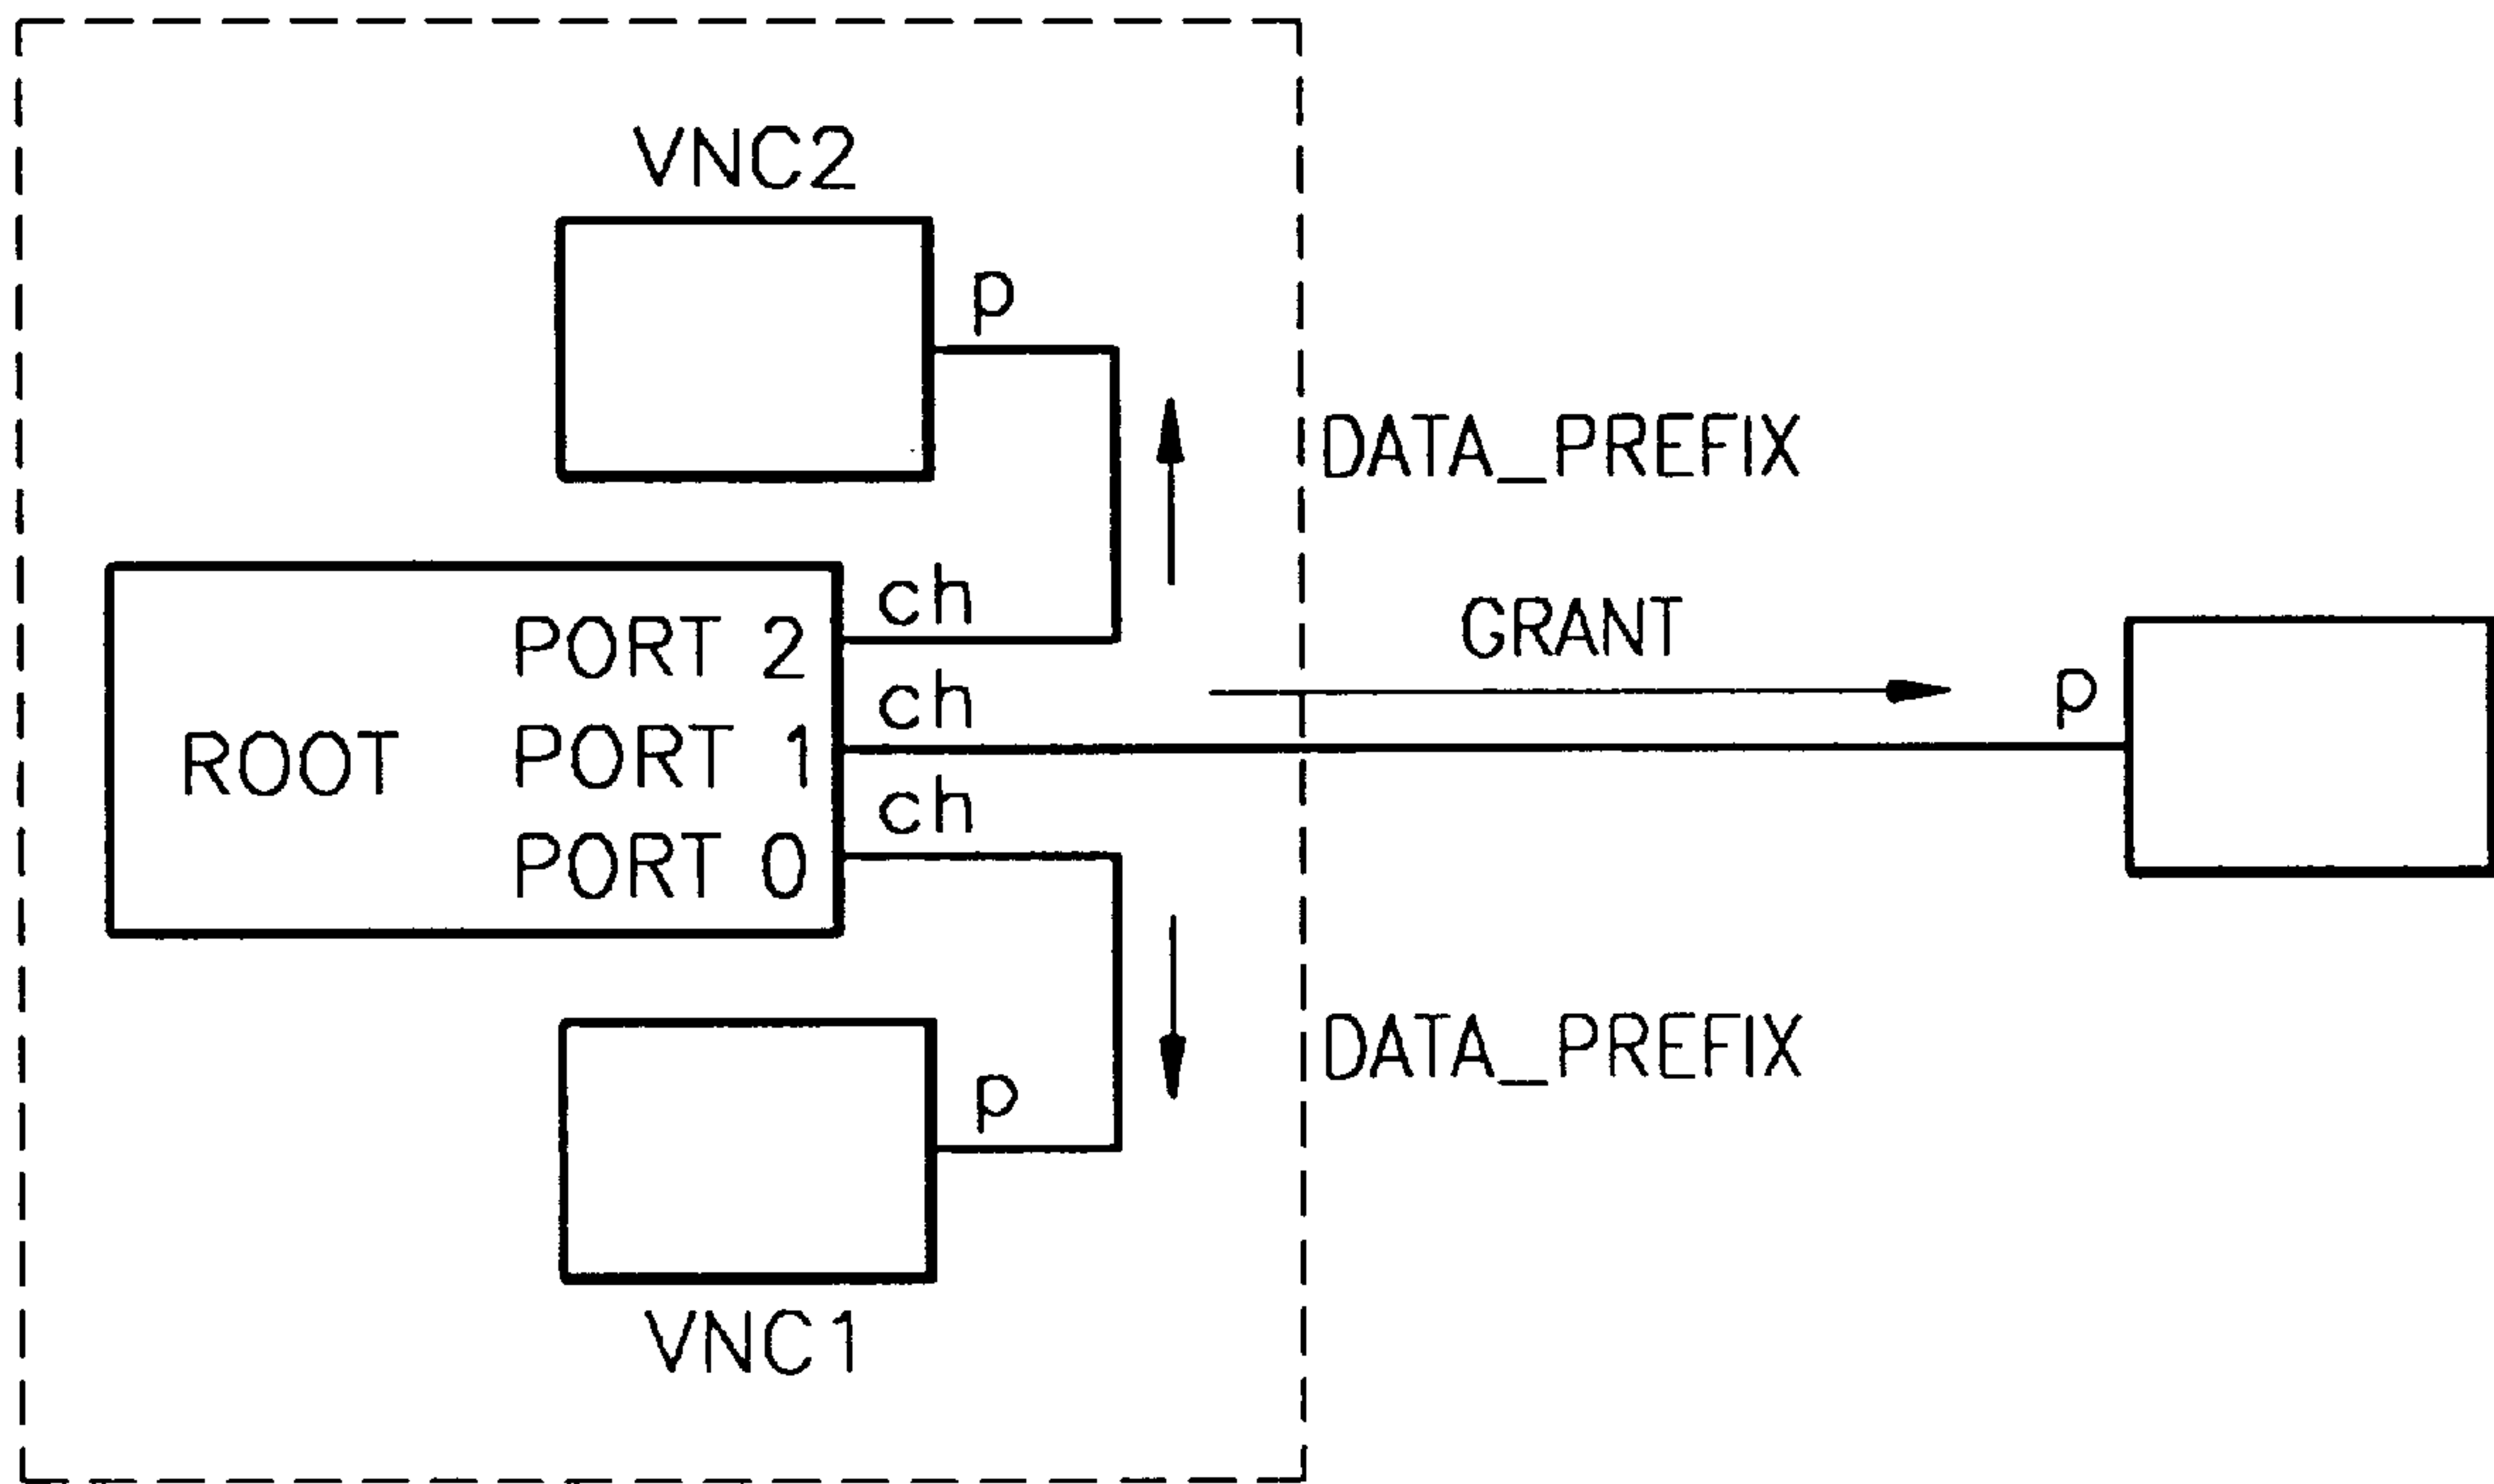 VNC2
p
DATA_PREFIX
ch
PORT 2
GRANT
ch
p
ROOT
PORT 1
ch
PORT 0
DATA_PREFIX
p
VNC1